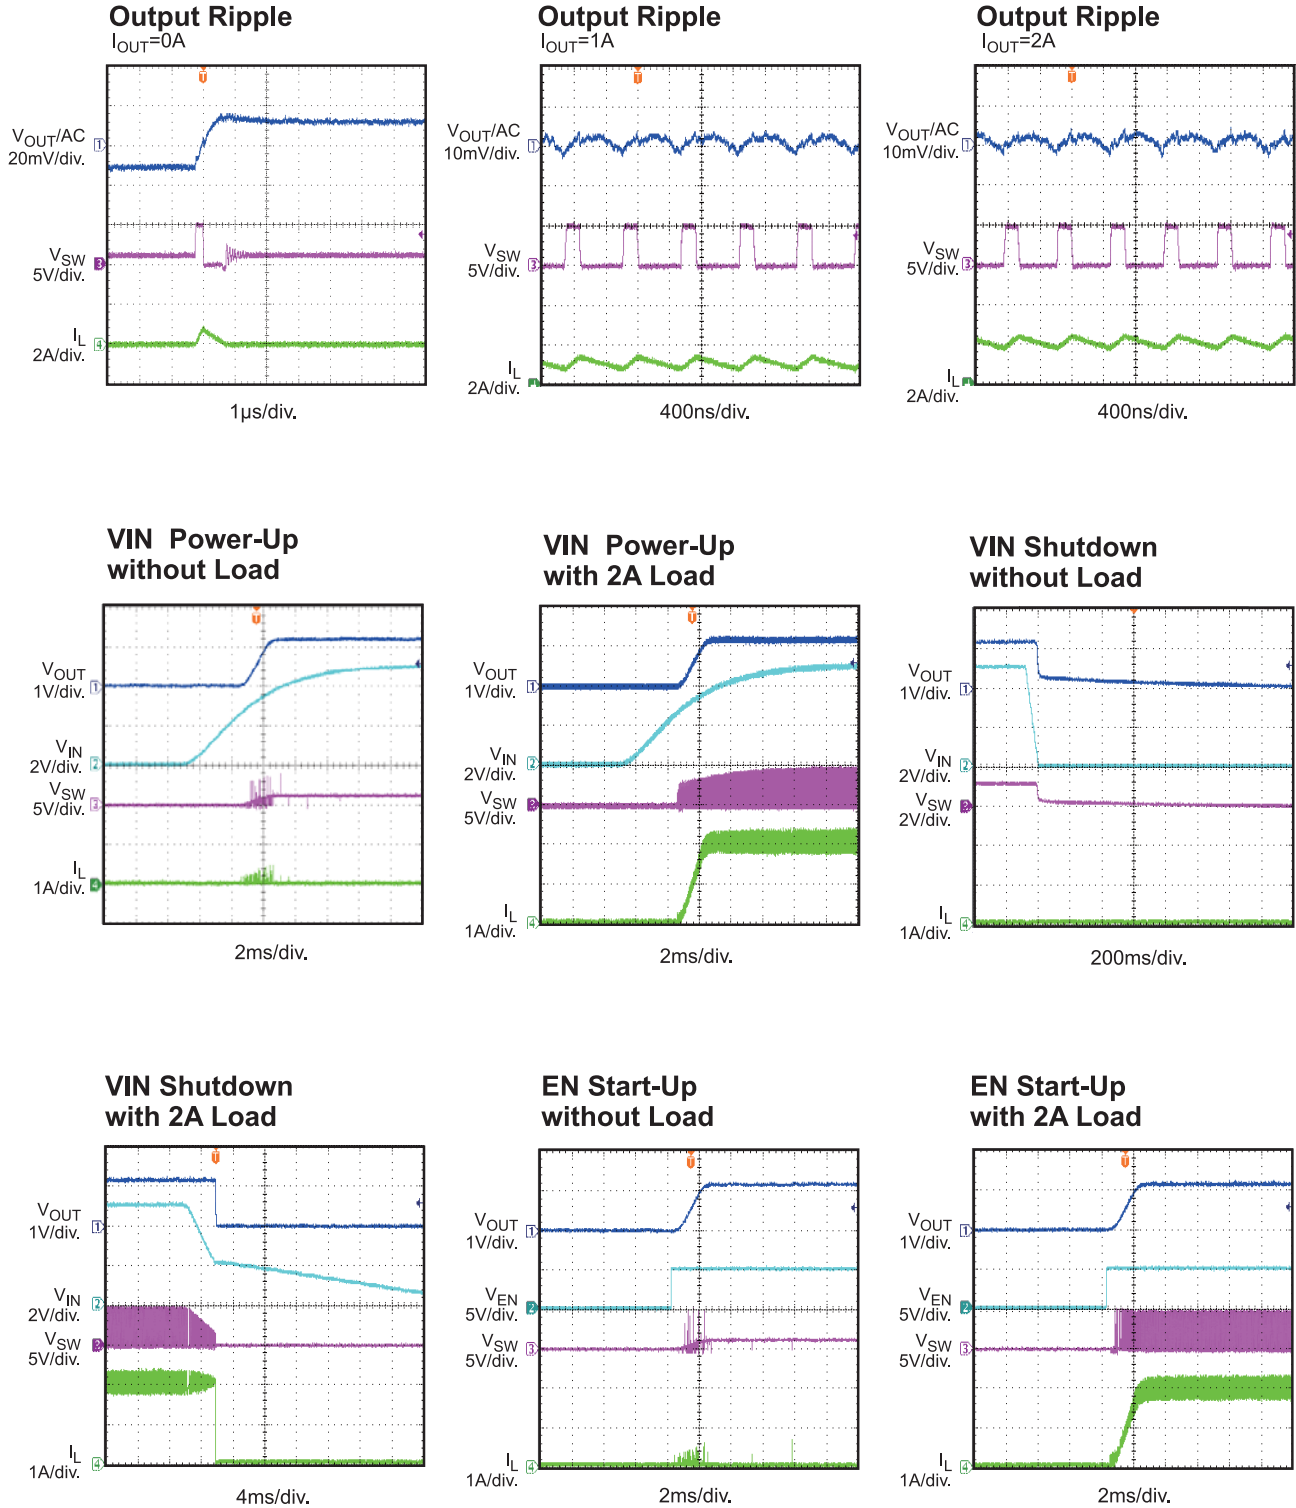 Output Ripple
IOUT=0A
VOUT/AC
20mV/div.
VSW
5V/div.
IL
2A/div.
1µs/div.
Output Ripple
IOUT=1A
VOUT/AC
10mV/div.
VSW
5V/div.
IL
2A/div.
400ns/div.
Output Ripple
IOUT=2A
VOUT/AC
10mV/div.
VSW
5V/div.
IL
2A/div.
400ns/div.
VIN Power-Up
without Load
VOUT
1V/div.
VIN
2V/div.
VSW
5V/div.
IL
1A/div.
2ms/div.
VIN Power-Up
with 2A Load
VOUT
1V/div.
VIN
2V/div.
VSW
5V/div.
IL
1A/div.
2ms/div.
VIN Shutdown
without Load
VOUT
1V/div.
VIN
2V/div.
VSW
2V/div.
IL
1A/div.
200ms/div.
VIN Shutdown
with 2A Load
VOUT
1V/div.
VIN
2V/div.
VSW
5V/div.
IL
1A/div.
4ms/div.
EN Start-Up
without Load
VOUT
1V/div.
VEN
5V/div.
VSW
5V/div.
IL
1A/div.
2ms/div.
EN Start-Up
with 2A Load
VOUT
1V/div.
VEN
5V/div.
VSW
5V/div.
IL
1A/div.
2ms/div.